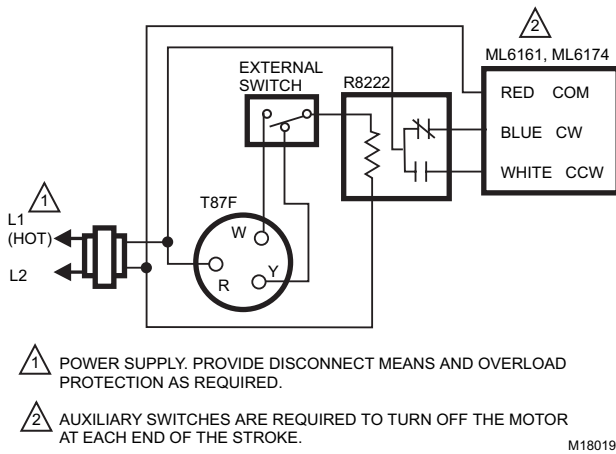 2
ML6161, ML6174
EXTERNAL
SWITCH
R8222
RED COM
BLUE CW
WHITE CCW
1
L1
(HOT)
L2
T87F
W
R
Y
1 POWER SUPPLY. PROVIDE DISCONNECT MEANS AND OVERLOAD
PROTECTION AS REQUIRED.
2 AUXILIARY SWITCHES ARE REQUIRED TO TURN OFF THE MOTOR
AT EACH END OF THE STROKE.
M18019